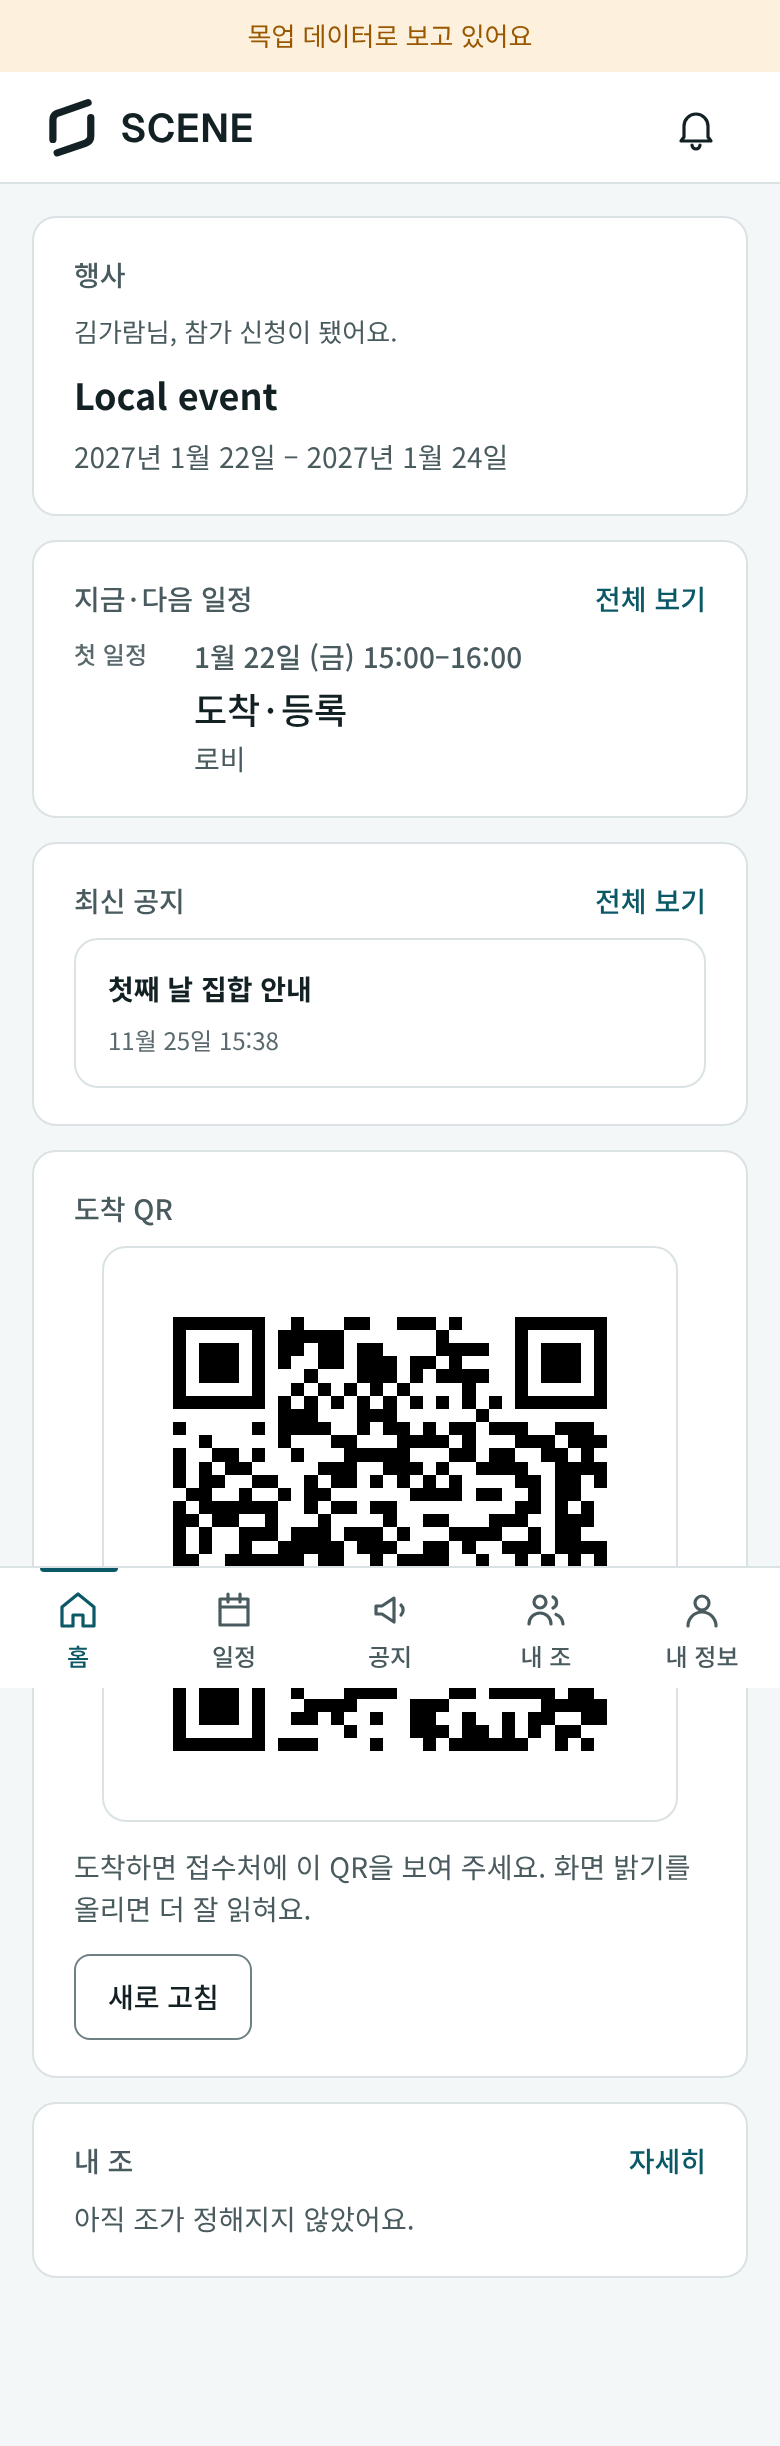 목업 데이터로 보고 있어요
SCENE
행사
김가람님, 참가 신청이 됐어요.
Local event
2027년 1월 22일 – 2027년 1월 24일
지금·다음 일정
전체 보기
첫 일정
1월 22일 (금) 15:00–16:00
도착·등록
로비
최신 공지
전체 보기
첫째 날 집합 안내
11월 25일 15:38
도착 QR
홈
일정
공지
내 조
내 정보
도착하면 접수처에 이 QR을 보여 주세요. 화면 밝기를
올리면 더 잘 읽혀요.
새로 고침
내 조
자세히
아직 조가 정해지지 않았어요.